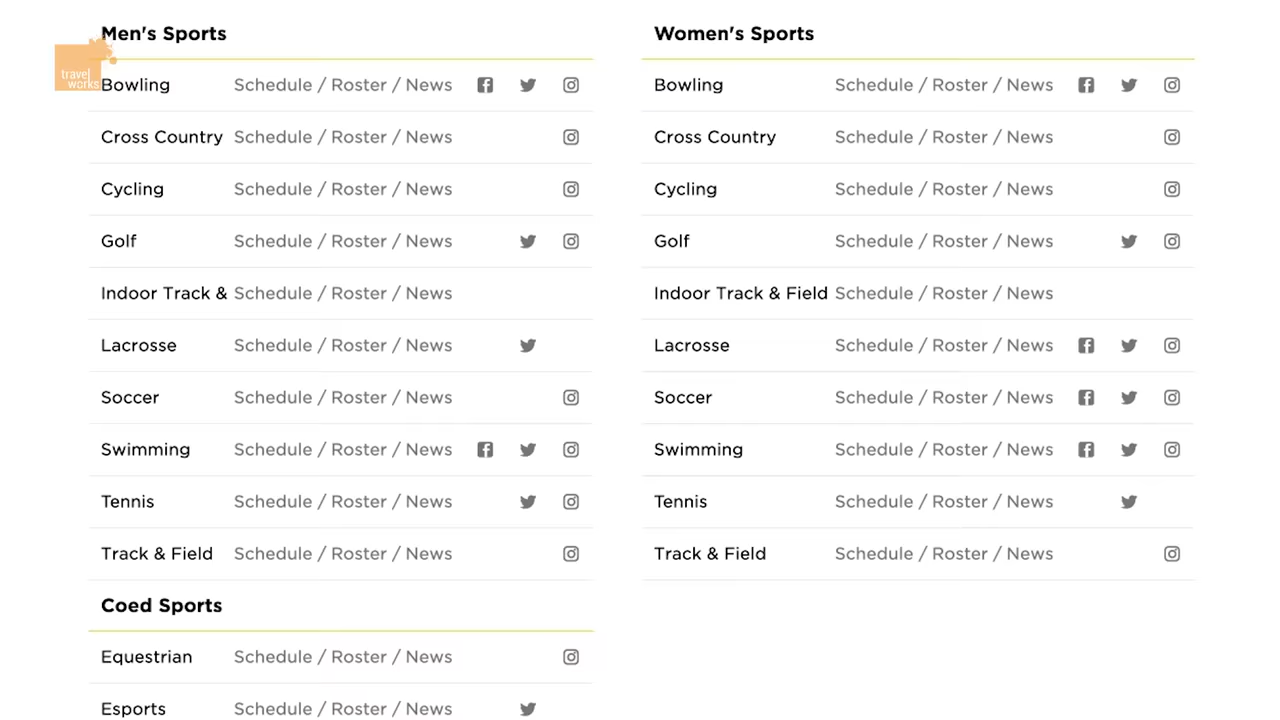 Men's Sports
travel
works
Bowling Schedule / Roster / News
Cross Country Schedule / Roster / News
Cycling Schedule / Roster / News
Golf Schedule / Roster / News
Indoor Track & Schedule / Roster / News
Lacrosse Schedule / Roster / News
Soccer Schedule / Roster / News
Swimming Schedule / Roster / News
Tennis Schedule / Roster / News
Track & Field Schedule / Roster / News
Coed Sports
Equestrian Schedule / Roster / News
Esports Schedule / Roster / News
Women's Sports
Bowling Schedule / Roster / News
Cross Country Schedule / Roster / News
Cycling Schedule / Roster / News
Golf Schedule / Roster / News
Indoor Track & Field Schedule / Roster / News
Lacrosse Schedule / Roster / News
Soccer Schedule / Roster / News
Swimming Schedule / Roster / News
Tennis Schedule / Roster / News
Track & Field Schedule / Roster / News